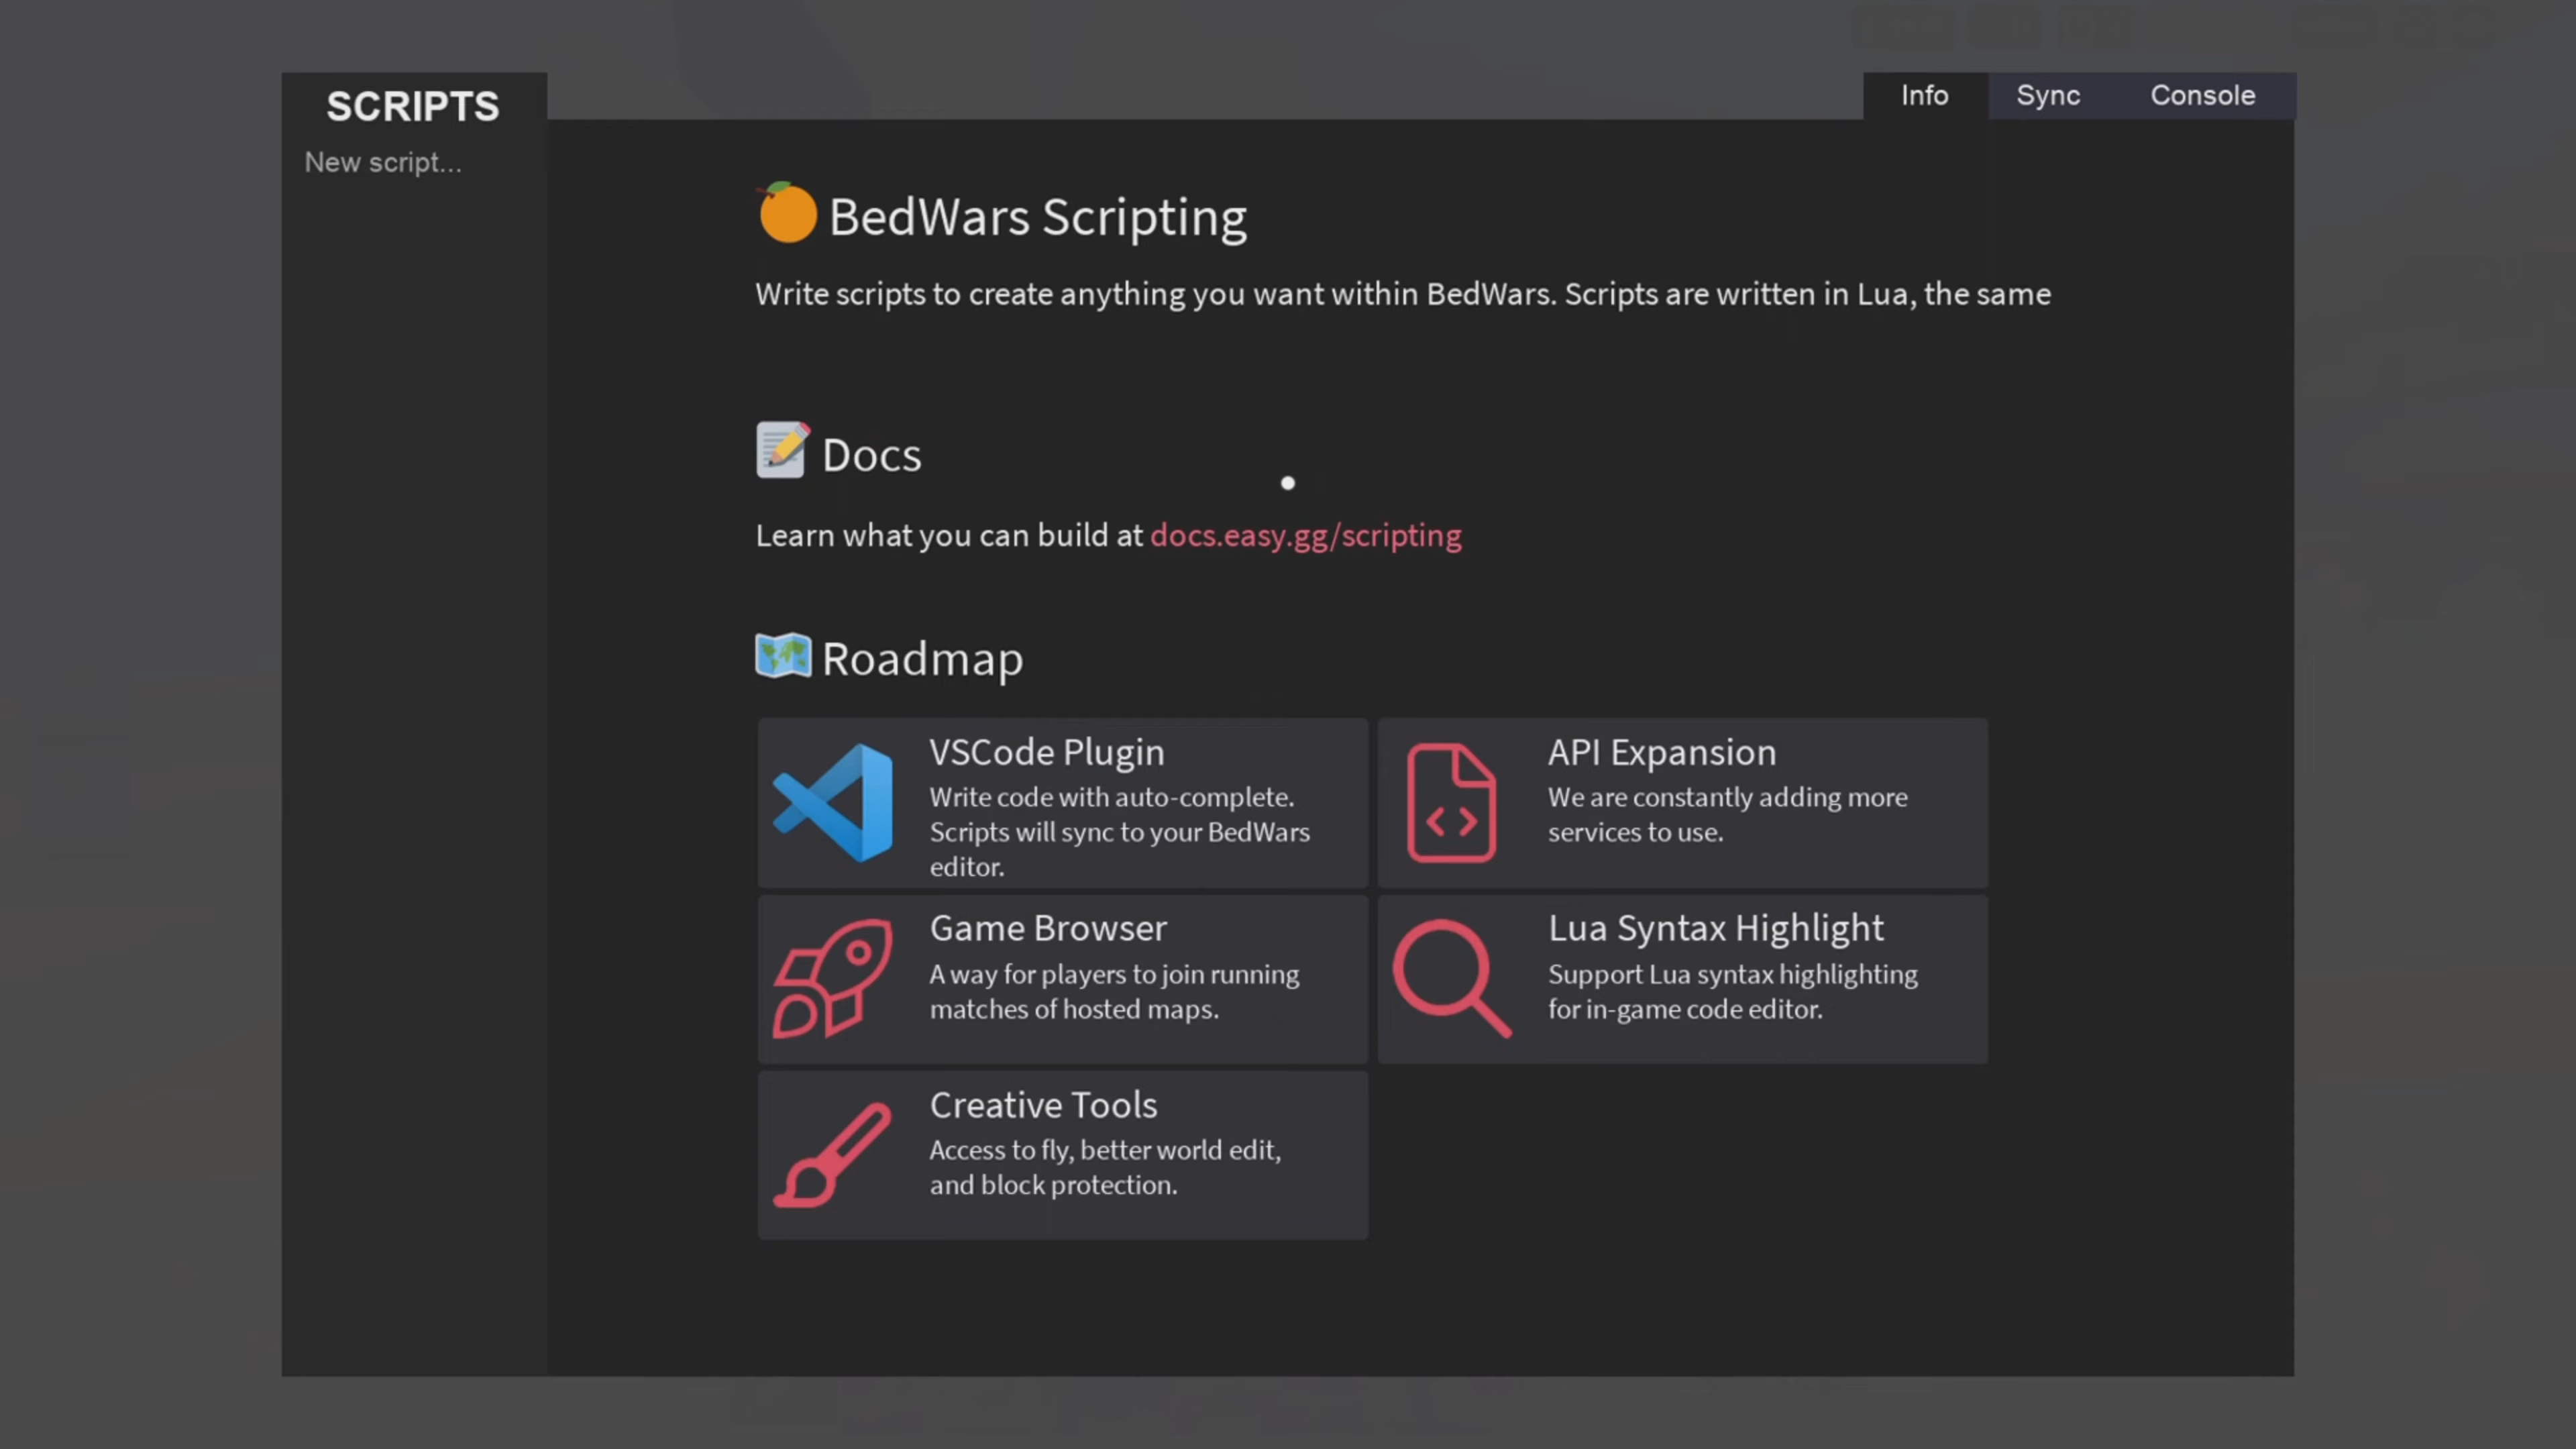 SCRIPTS
New script...
Info
Sync
Console
BedWars Scripting
Write scripts to create anything you want within BedWars. Scripts are written in Lua, the same
Docs
Learn what you can build at docs.easy.gg/scripting
Roadmap
VSCode Plugin
Write code with auto-complete.
Scripts will sync to your BedWars
editor.
API Expansion
We are constantly adding more
services to use.
Game Browser
A way for players to join running
matches of hosted maps.
Lua Syntax Highlight
Support Lua syntax highlighting
for in-game code editor.
Creative Tools
Access to fly, better world edit,
and block protection.